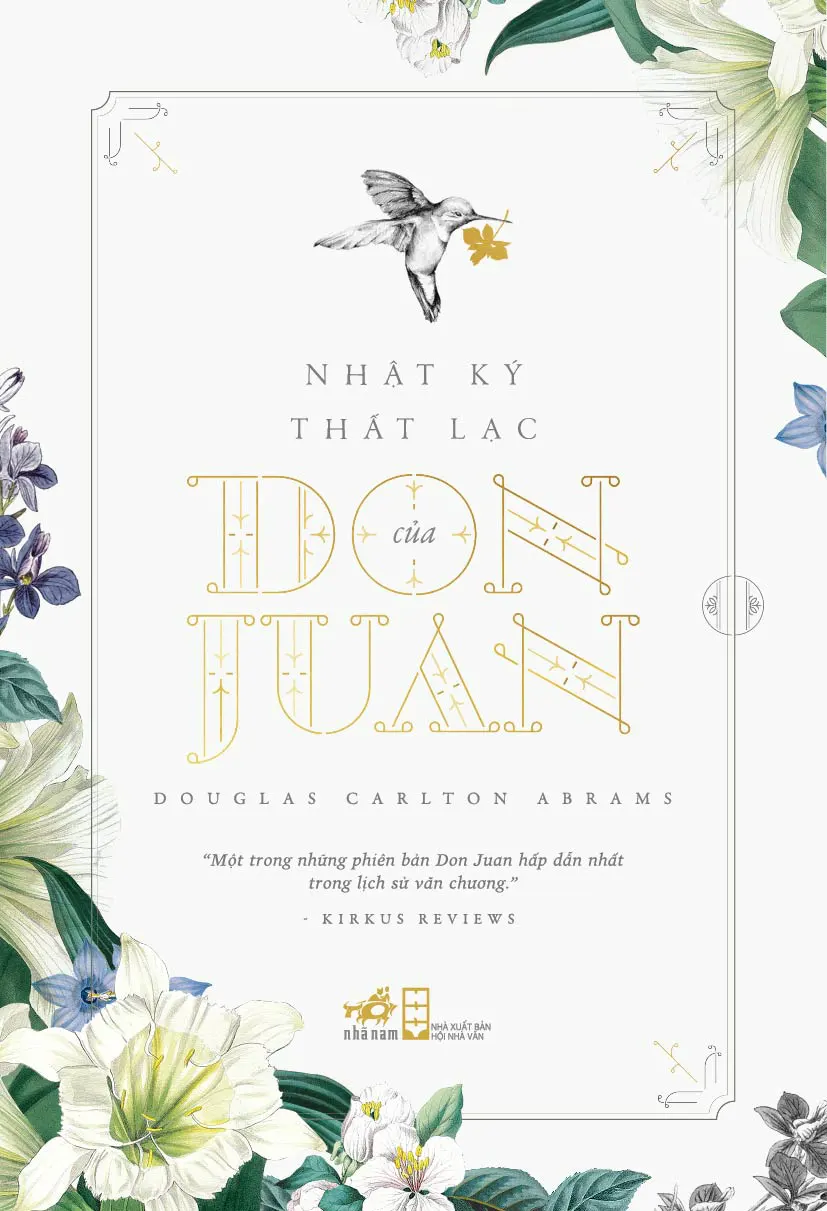 NHẬT KÝ
THẤT LẠC
của
DON
JUAN
DOUGLAS CARLTON ABRAMS
“Một trong những phiên bản Don Juan hấp dẫn nhất
trong lịch sử văn chương.”
- KIRKUS REVIEWS
nhã nam
NHÀ XUẤT BẢN
HỘI NHÀ VĂN